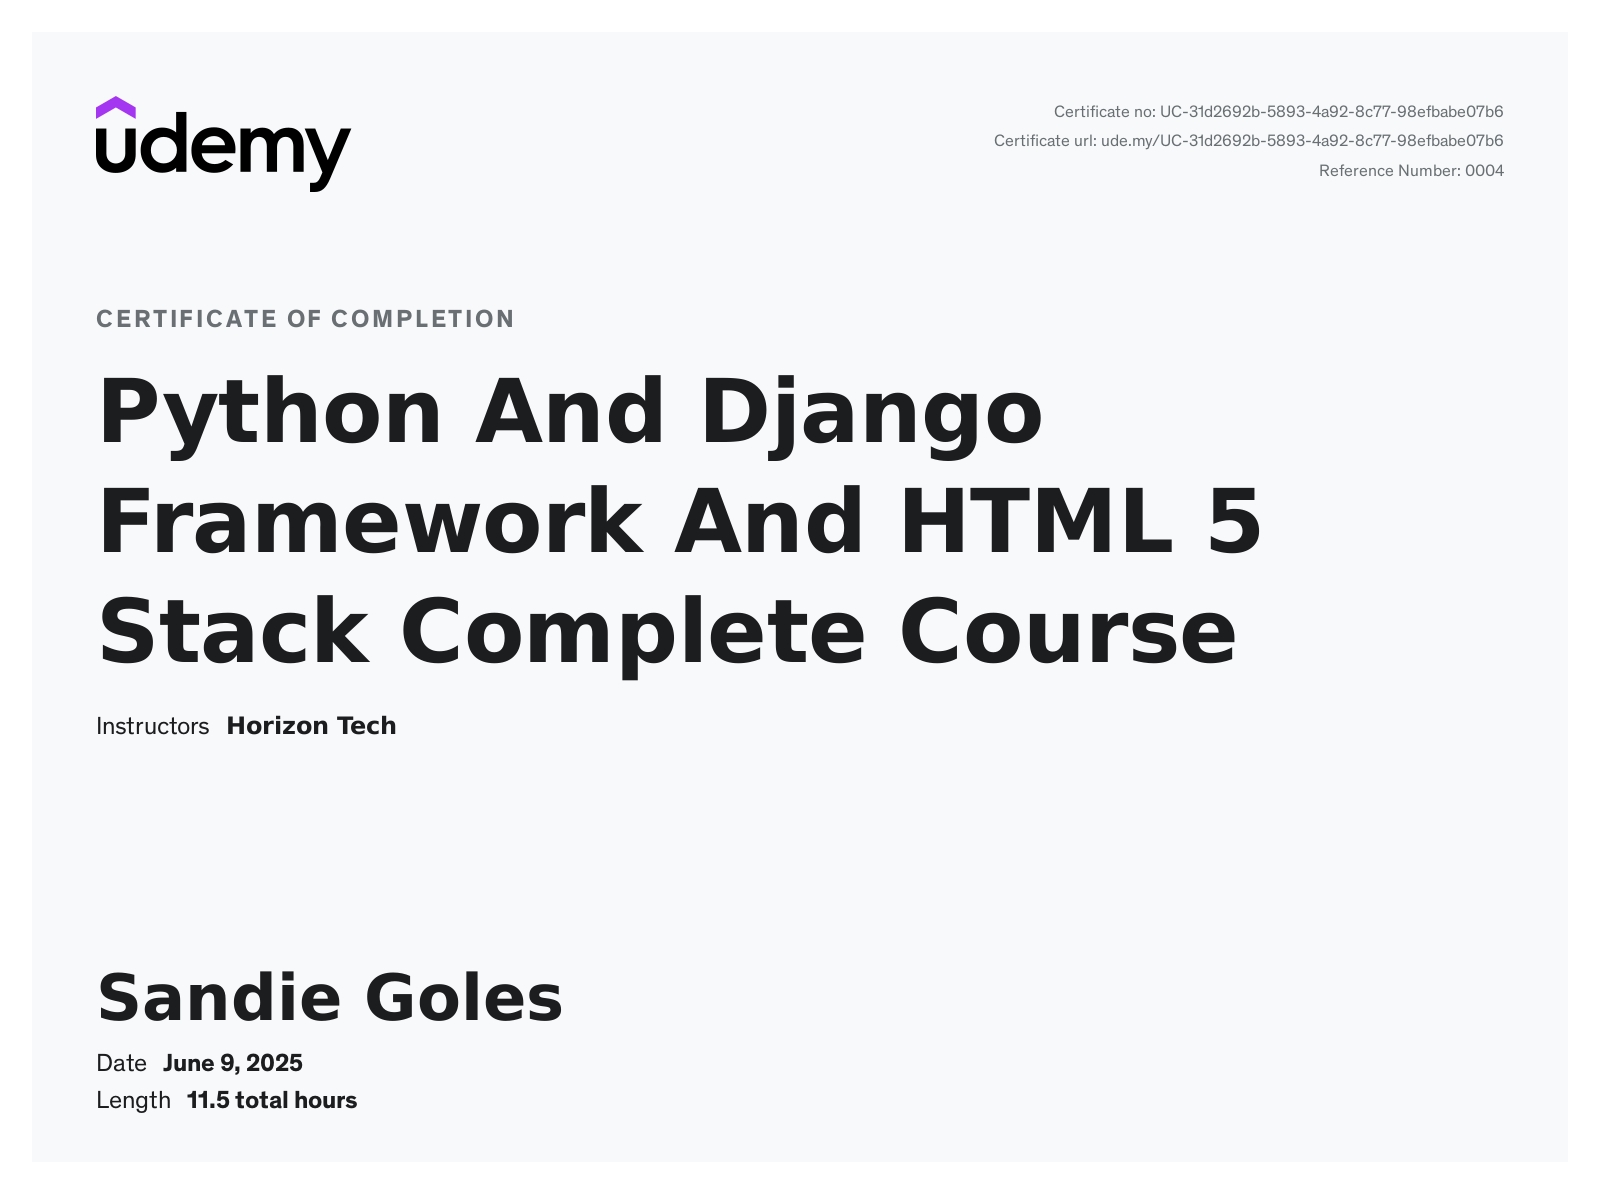 udemy
Certificate no: UC-31d2692b-5893-4a92-8c77-98efbabe07b6
Certificate url: ude.my/UC-31d2692b-5893-4a92-8c77-98efbabe07b6
Reference Number: 0004
CERTIFICATE OF COMPLETION
Python And Django
Framework And HTML 5
Stack Complete Course
Instructors Horizon Tech
Sandie Goles
Date June 9, 2025
Length 11.5 total hours